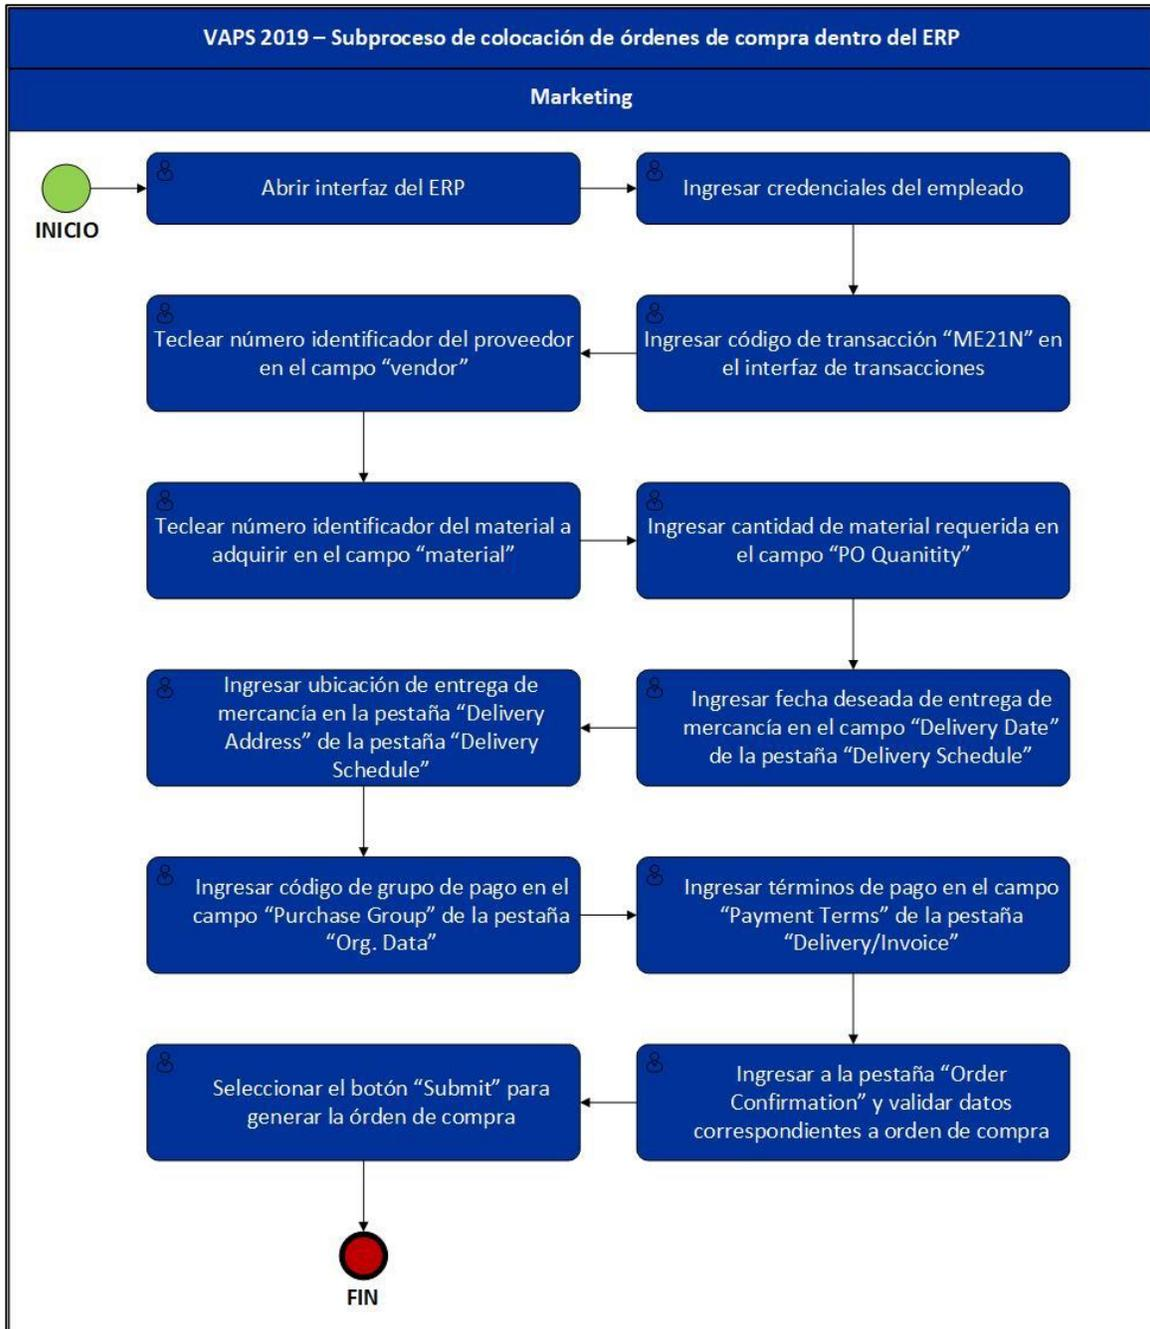 VAPS 2019 – Subproceso de colocación de órdenes de compra dentro del ERP
Marketing
INICIO
Abrir interfaz del ERP
Ingresar credenciales del empleado
Ingresar código de transacción “ME21N” en
el interfaz de transacciones
Teclear número identificador del proveedor
en el campo “vendor”
Teclear número identificador del material a
adquirir en el campo “material”
Ingresar cantidad de material requerida en
el campo “PO Quanitity”
Ingresar fecha deseada de entrega de
mercancía en el campo “Delivery Date”
de la pestaña “Delivery Schedule”
Ingresar ubicación de entrega de
mercancía en la pestaña “Delivery
Address” de la pestaña “Delivery
Schedule”
Ingresar código de grupo de pago en el
campo “Purchase Group” de la pestaña
“Org. Data”
Ingresar términos de pago en el campo
“Payment Terms” de la pestaña
“Delivery/Invoice”
Ingresar a la pestaña “Order
Confirmation” y validar datos
correspondientes a orden de compra
Seleccionar el botón “Submit” para
generar la órden de compra
FIN